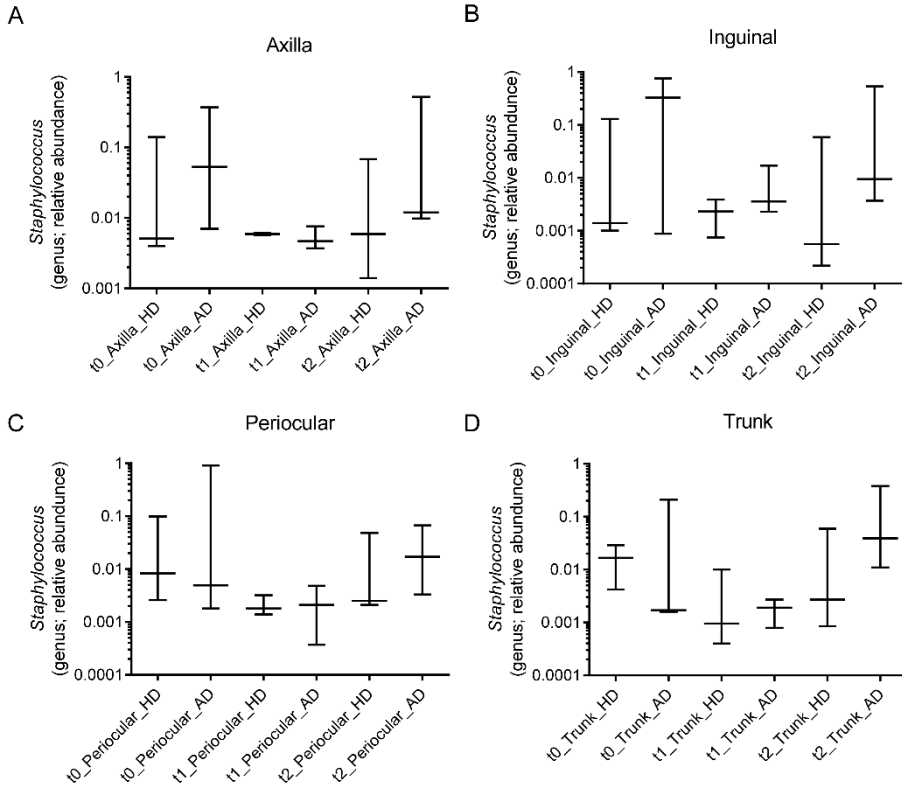 A
Axilla
Staphylococcus
(genus; relative abundance)
1
0.1
0.01
0.001
t0_Axilla_HD
t0_Axilla_AD
t1_Axilla_HD
t1_Axilla_AD
t2_Axilla_HD
t2_Axilla_AD
B
Inguinal
Staphylococcus
(genus; relative abundance)
1
0.1
0.01
0.001
0.0001
t0_Inguinal_HD
t0_Inguinal_AD
t1_Inguinal_HD
t1_Inguinal_AD
t2_Inguinal_HD
t2_Inguinal_AD
C
Periocular
Staphylococcus
(genus; relative abundunce)
1
0.1
0.01
0.001
0.0001
t0_Periocular_HD
t0_Periocular_AD
t1_Periocular_HD
t1_Periocular_AD
t2_Periocular_HD
t2_Periocular_AD
D
Trunk
Staphylococcus
(genus; relative abundance)
1
0.1
0.01
0.001
0.0001
t0_Trunk_HD
t0_Trunk_AD
t1_Trunk_HD
t1_Trunk_AD
t2_Trunk_HD
t2_Trunk_AD